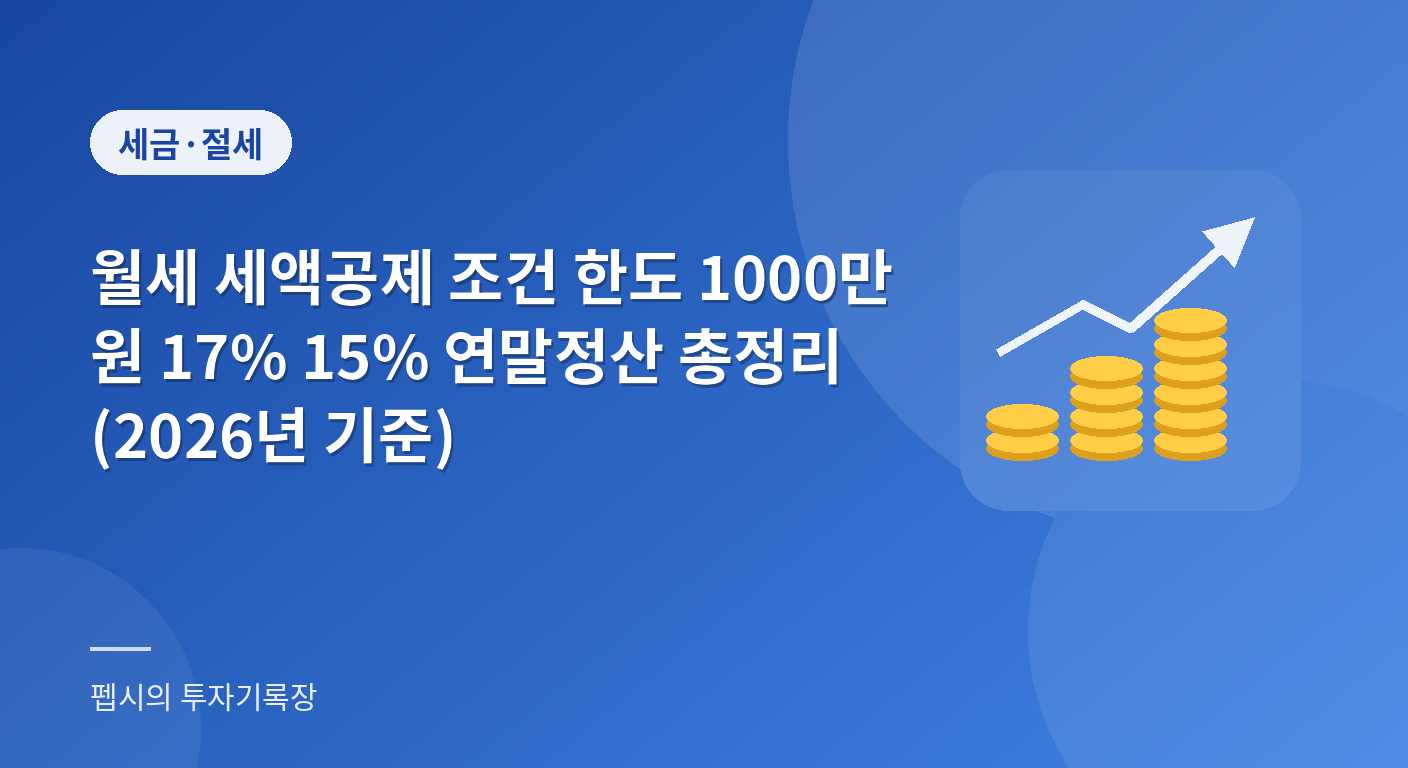 세금·절세
월세 세액공제 조건 한도 1000만
원 17% 15% 연말정산 총정리
(2026년 기준)
펩시의 투자기록장